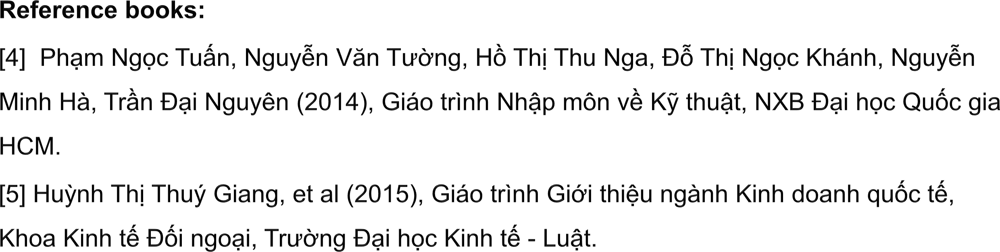 Reference books:
[4]  Phạm Ngọc Tuấn, Nguyễn Văn Tường, Hồ Thị Thu Nga, Đỗ Thị Ngọc Khánh, Nguyễn
Minh Hà, Trần Đại Nguyên (2014), Giáo trình Nhập môn về Kỹ thuật, NXB Đại học Quốc gia
HCM.
[5] Huỳnh Thị Thuý Giang, et al (2015), Giáo trình Giới thiệu ngành Kinh doanh quốc tế,
Khoa Kinh tế Đối ngoại, Trường Đại học Kinh tế - Luật.